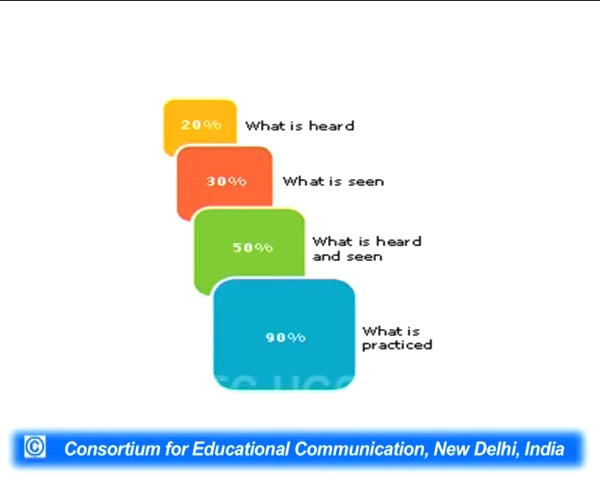 20%
What is heard
30%
What is seen
50%
What is heard
and seen
90%
What is
practiced
© Consortium for Educational Communication, New Delhi, India